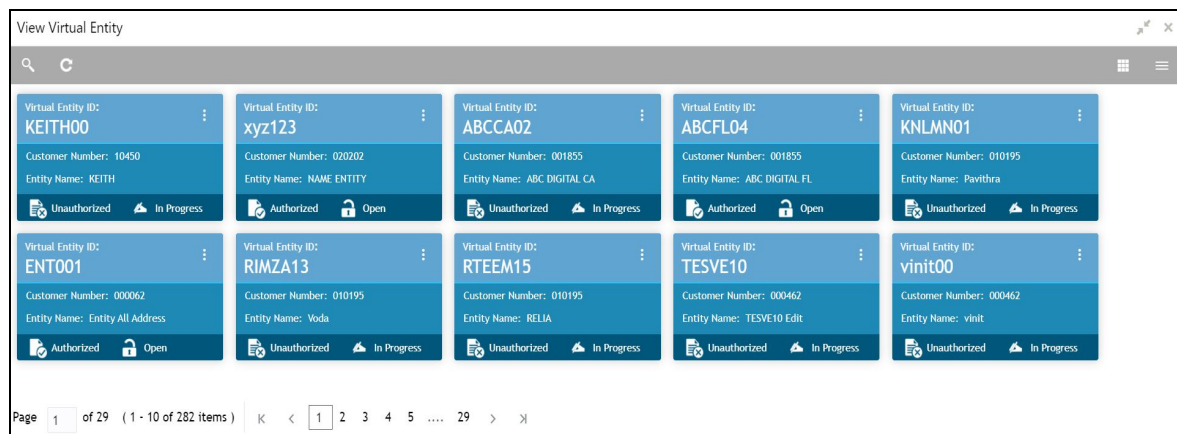 View Virtual Entity
Virtual Entity ID:
KEITH00
Customer Number: 10450
Entity Name: KEITH
Unauthorized In Progress
Virtual Entity ID:
xyz123
Customer Number: 020202
Entity Name: NAME ENTITY
Authorized Open
Virtual Entity ID:
ABCCA02
Customer Number: 001855
Entity Name: ABC DIGITAL CA
Unauthorized In Progress
Virtual Entity ID:
ABCFL04
Customer Number: 001855
Entity Name: ABC DIGITAL FL
Authorized Open
Virtual Entity ID:
KNLMN01
Customer Number: 010195
Entity Name: Pavithra
Unauthorized In Progress
Virtual Entity ID:
ENT001
Customer Number: 000062
Entity Name: Entity All Address
Authorized Open
Virtual Entity ID:
RIMZA13
Customer Number: 010195
Entity Name: Voda
Unauthorized In Progress
Virtual Entity ID:
RTEEM15
Customer Number: 010195
Entity Name: RELIA
Unauthorized In Progress
Virtual Entity ID:
TESVE10
Customer Number: 000462
Entity Name: TESVE10 Edit
Unauthorized In Progress
Virtual Entity ID:
vinit00
Customer Number: 000462
Entity Name: vinit
Unauthorized In Progress
Page 1 of 29 ( 1 - 10 of 282 items ) 1 2 3 4 5 .... 29